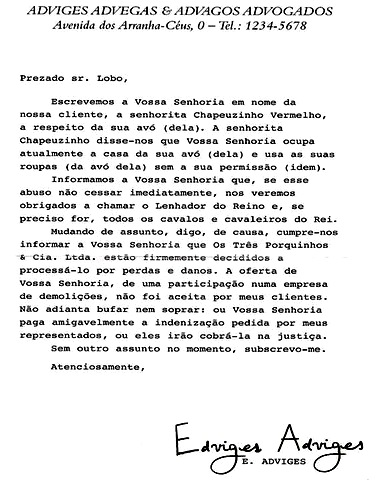 ADVIGES ADVEGAS & ADVAGOS ADVOGADOS
Avenida dos Arranha-Céus, 0 – Tel.: 1234-5678
Prezado sr. Lobo,
Escrevemos a Vossa Senhoria em nome da
nossa cliente, a senhorita Chapeuzinho Vermelho,
a respeito da sua avó (dela). A senhorita
Chapeuzinho disse-nos que Vossa Senhoria ocupa
atualmente a casa da sua avó (dela) e usa as suas
roupas (da avó dela) sem a sua permissão (idem).
Informamos a Vossa Senhoria que, se esse
abuso não cessar imediatamente, nos veremos
obrigados a chamar o Lenhador do Reino e, se
preciso for, todos os cavalos e cavaleiros do Rei.
Mudando de assunto, digo, de causa, cumpre-nos
informar a Vossa Senhoria que Os Três Porquinhos
& Cia. Ltda. estão firmemente decididos a
processá-lo por perdas e danos. A oferta de
Vossa Senhoria, de uma participação numa empresa
de demolições, não foi aceita por meus clientes.
Não adianta bufar nem soprar: ou Vossa Senhoria
paga amigavelmente a indenização pedida por meus
representados, ou eles irão cobrá-la na justiça.
Sem outro assunto no momento, subscrevo-me.
Atenciosamente,
Edviges Adviges
E. ADVIGES